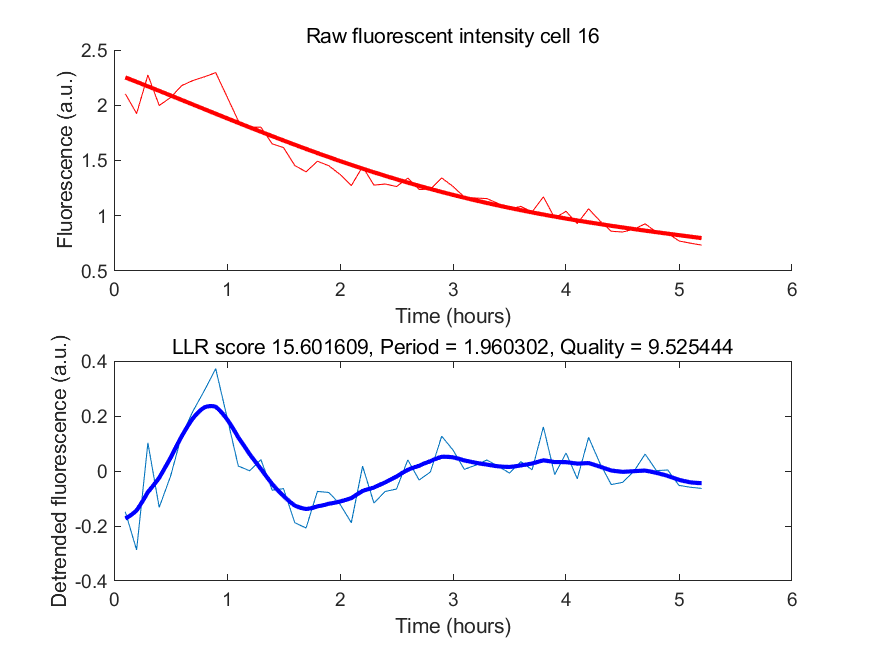 Raw fluorescent intensity cell 16
2.5
2
1.5
1
0.5
Fluorescence (a.u.)
0 1 2 3 4 5 6
Time (hours)
LLR score 15.601609, Period = 1.960302, Quality = 9.525444
0.4
0.2
0
-0.2
-0.4
Detrended fluorescence (a.u.)
0 1 2 3 4 5 6
Time (hours)